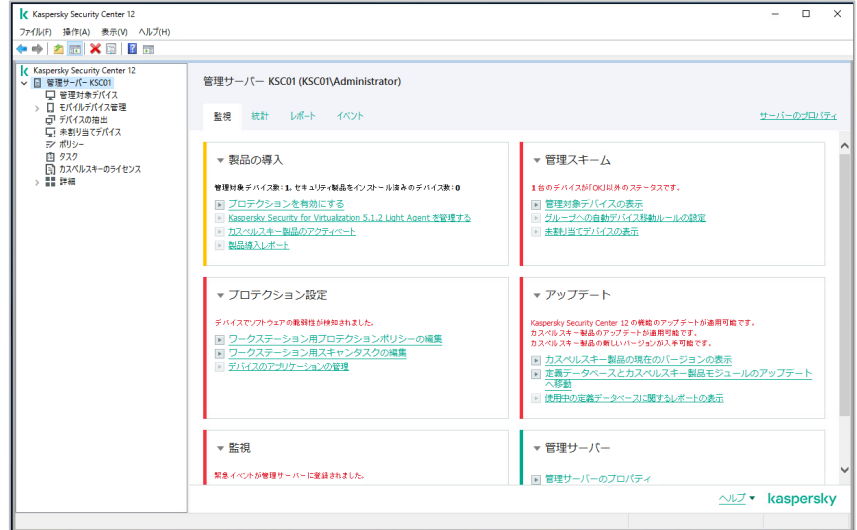 Kaspersky Security Center 12
ファイル(F) 操作(A) 表示(V) ヘルプ(H)
Kaspersky Security Center 12
管理サーバー KSC01
管理対象デバイス
モバイルデバイス管理
デバイスの抽出
未割り当てデバイス
ポリシー
タスク
カスペルスキーのライセンス
詳細
管理サーバー KSC01 (KSC01\Administrator)
監視 統計 レポート イベント
サーバーのプロパティ
製品の導入
管理対象デバイス数: 1, セキュリティ製品をインストール済みのデバイス数: 0
プロテクションを有効にする
Kaspersky Security for Virtualization 5.1.2 Light Agent を管理する
カスペルスキー製品のアクティベート
製品導入レポート
管理スキーム
1 台のデバイスが「OK」以外のステータスです。
管理対象デバイスの表示
グループへの自動デバイス移動ルールの設定
未割り当てデバイスの表示
プロテクション設定
デバイスでソフトウェアの脆弱性が検知されました。
ワークステーション用プロテクションポリシーの編集
ワークステーション用スキャンタスクの編集
デバイスのアプリケーションの管理
アップデート
Kaspersky Security Center 12 の機能のアップデートが適用可能です。
カスペルスキー製品のアップデートが適用可能です。
カスペルスキー製品の新しいバージョンが入手可能です。
カスペルスキー製品の現在のバージョンの表示
定義データベースとカスペルスキー製品モジュールのアップデート
へ移動
使用中の定義データベースに関するレポートの表示
監視
緊急イベントが管理サーバーに登録されました。
管理サーバー
管理サーバーのプロパティ
ヘルプ
kaspersky